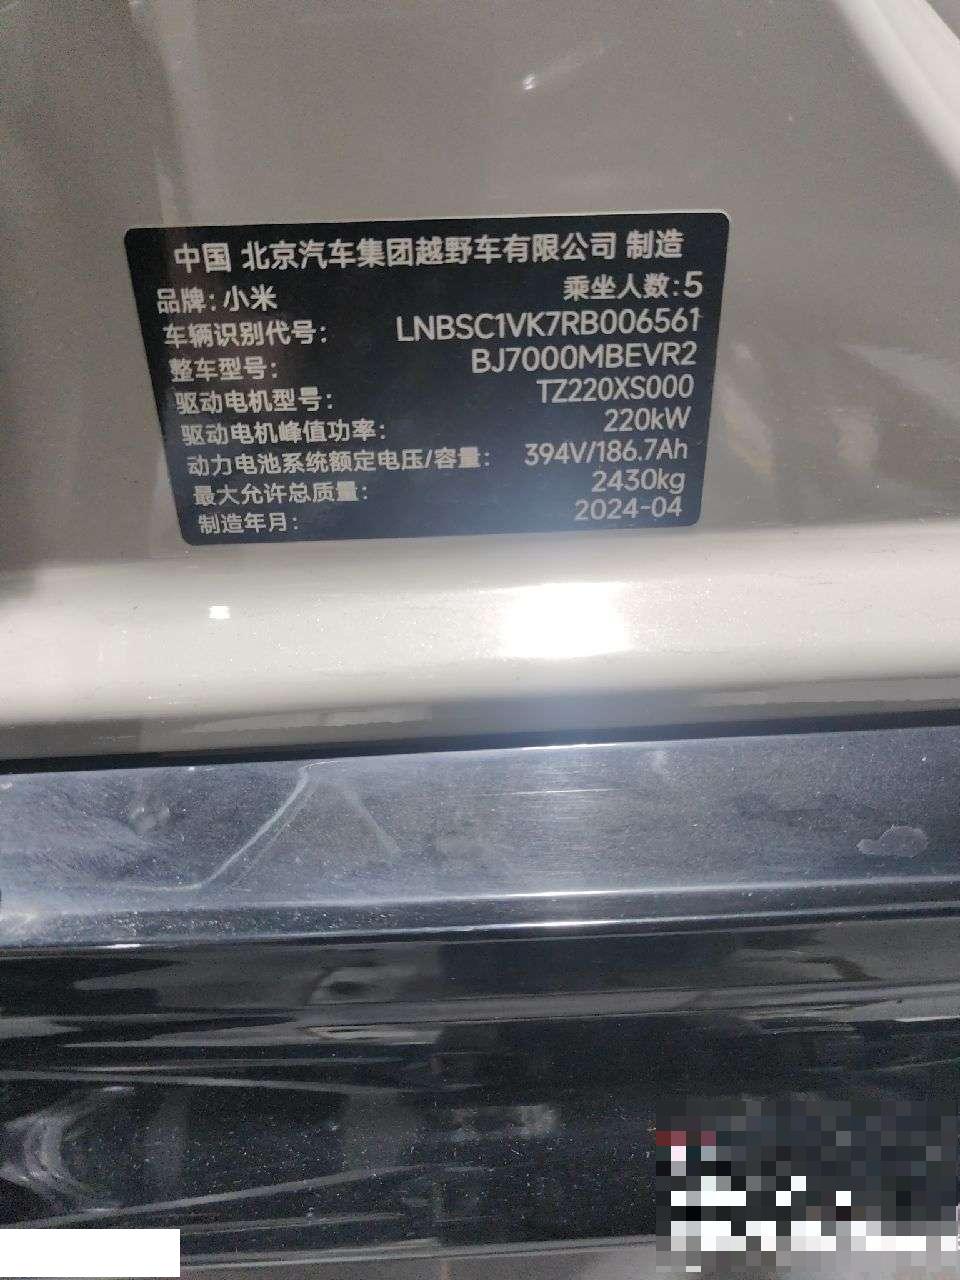 中国 北京汽车集团越野车有限公司 制造
品牌：小米 乘坐人数：5
车辆识别代号： LNBSC1VK7RB006561
整车型号： BJ7000MBEVR2
驱动电机型号： TZ220XS000
驱动电机峰值功率： 220kW
动力电池系统额定电压/容量： 394V/186.7Ah
最大允许总质量： 2430kg
制造年月： 2024-04